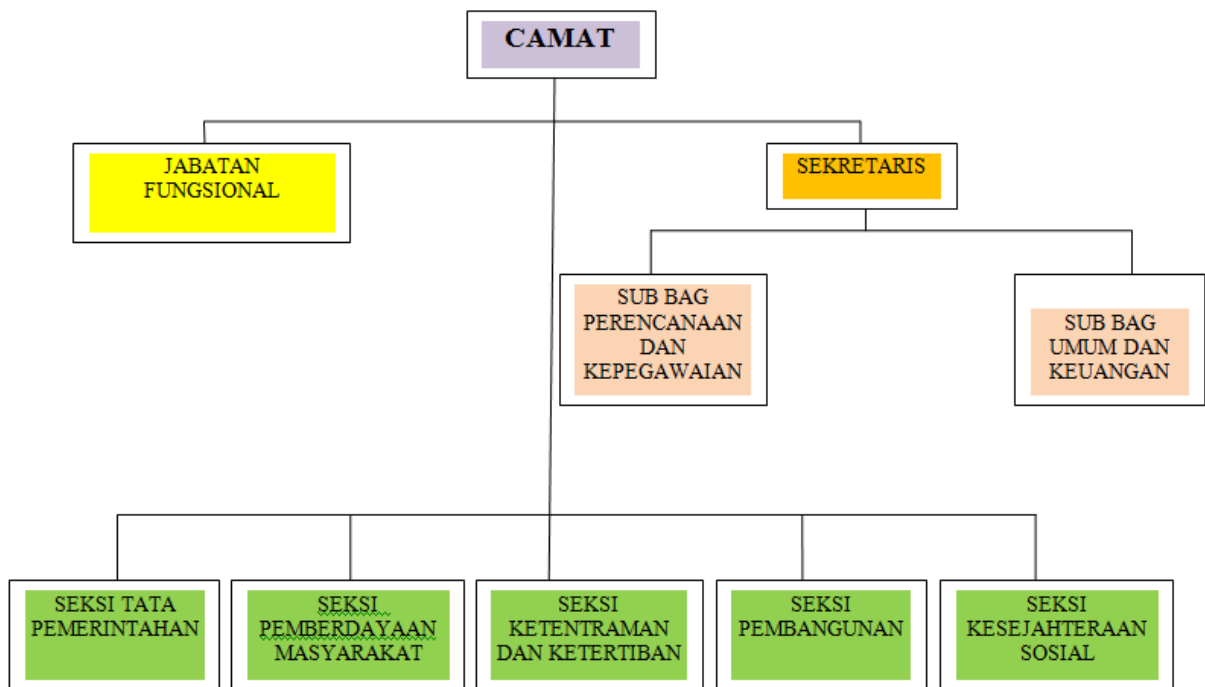 CAMAT
JABATAN
FUNGSIONAL
SEKRETARIS
SUB BAG
PERENCANAAN
DAN
KEPEGAWAIAN
SUB BAG
UMUM DAN
KEUANGAN
SEKSI TATA
PEMERINTAHAN
SEKSI
PEMBERDAYAAN
MASYARAKAT
SEKSI
KETENTRAMAN
DAN KETERTIBAN
SEKSI
PEMBANGUNAN
SEKSI
KESEJAHTERAAN
SOSIAL